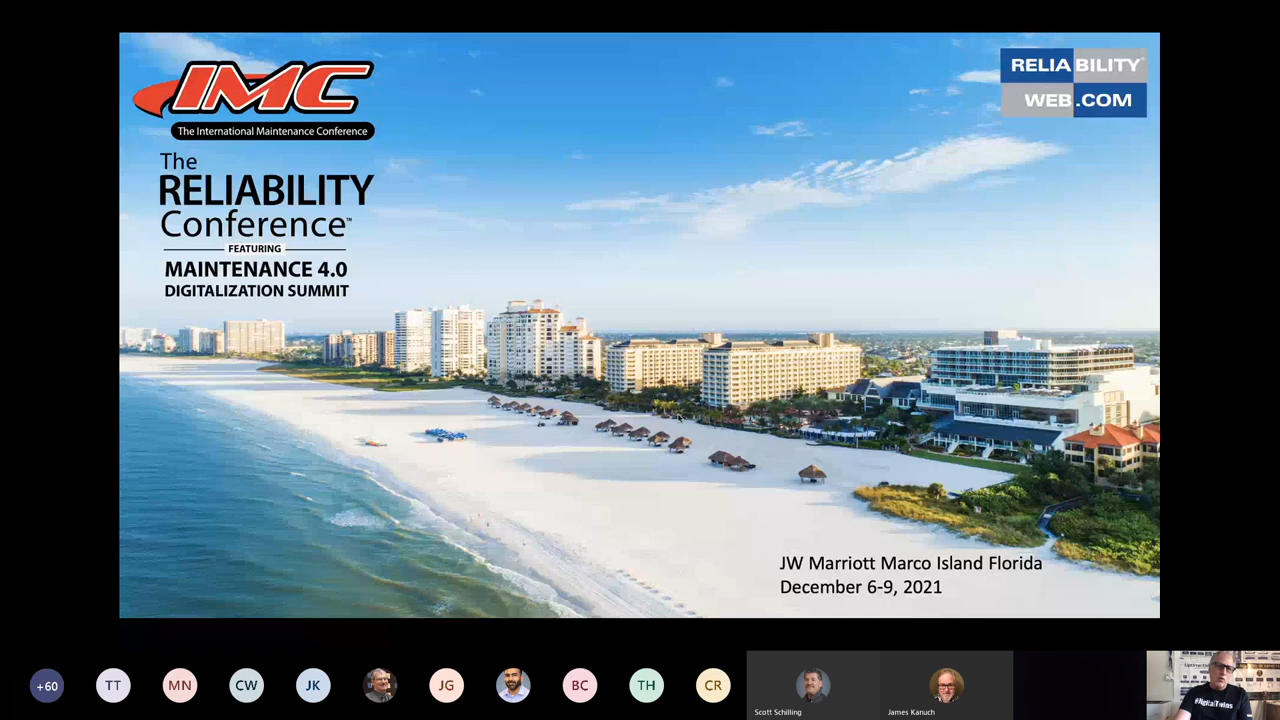 IMC
The International Maintenance Conference
The
RELIABILITY
Conference™
FEATURING
MAINTENANCE 4.0
DIGITALIZATION SUMMIT
RELIABILITY
WEB.COM
JW Marriott Marco Island Florida
December 6-9, 2021
+60
TT
MN
CW
JK
JG
BC
TH
CR
Scott Schilling
James Kanuch
#DigitalTwins